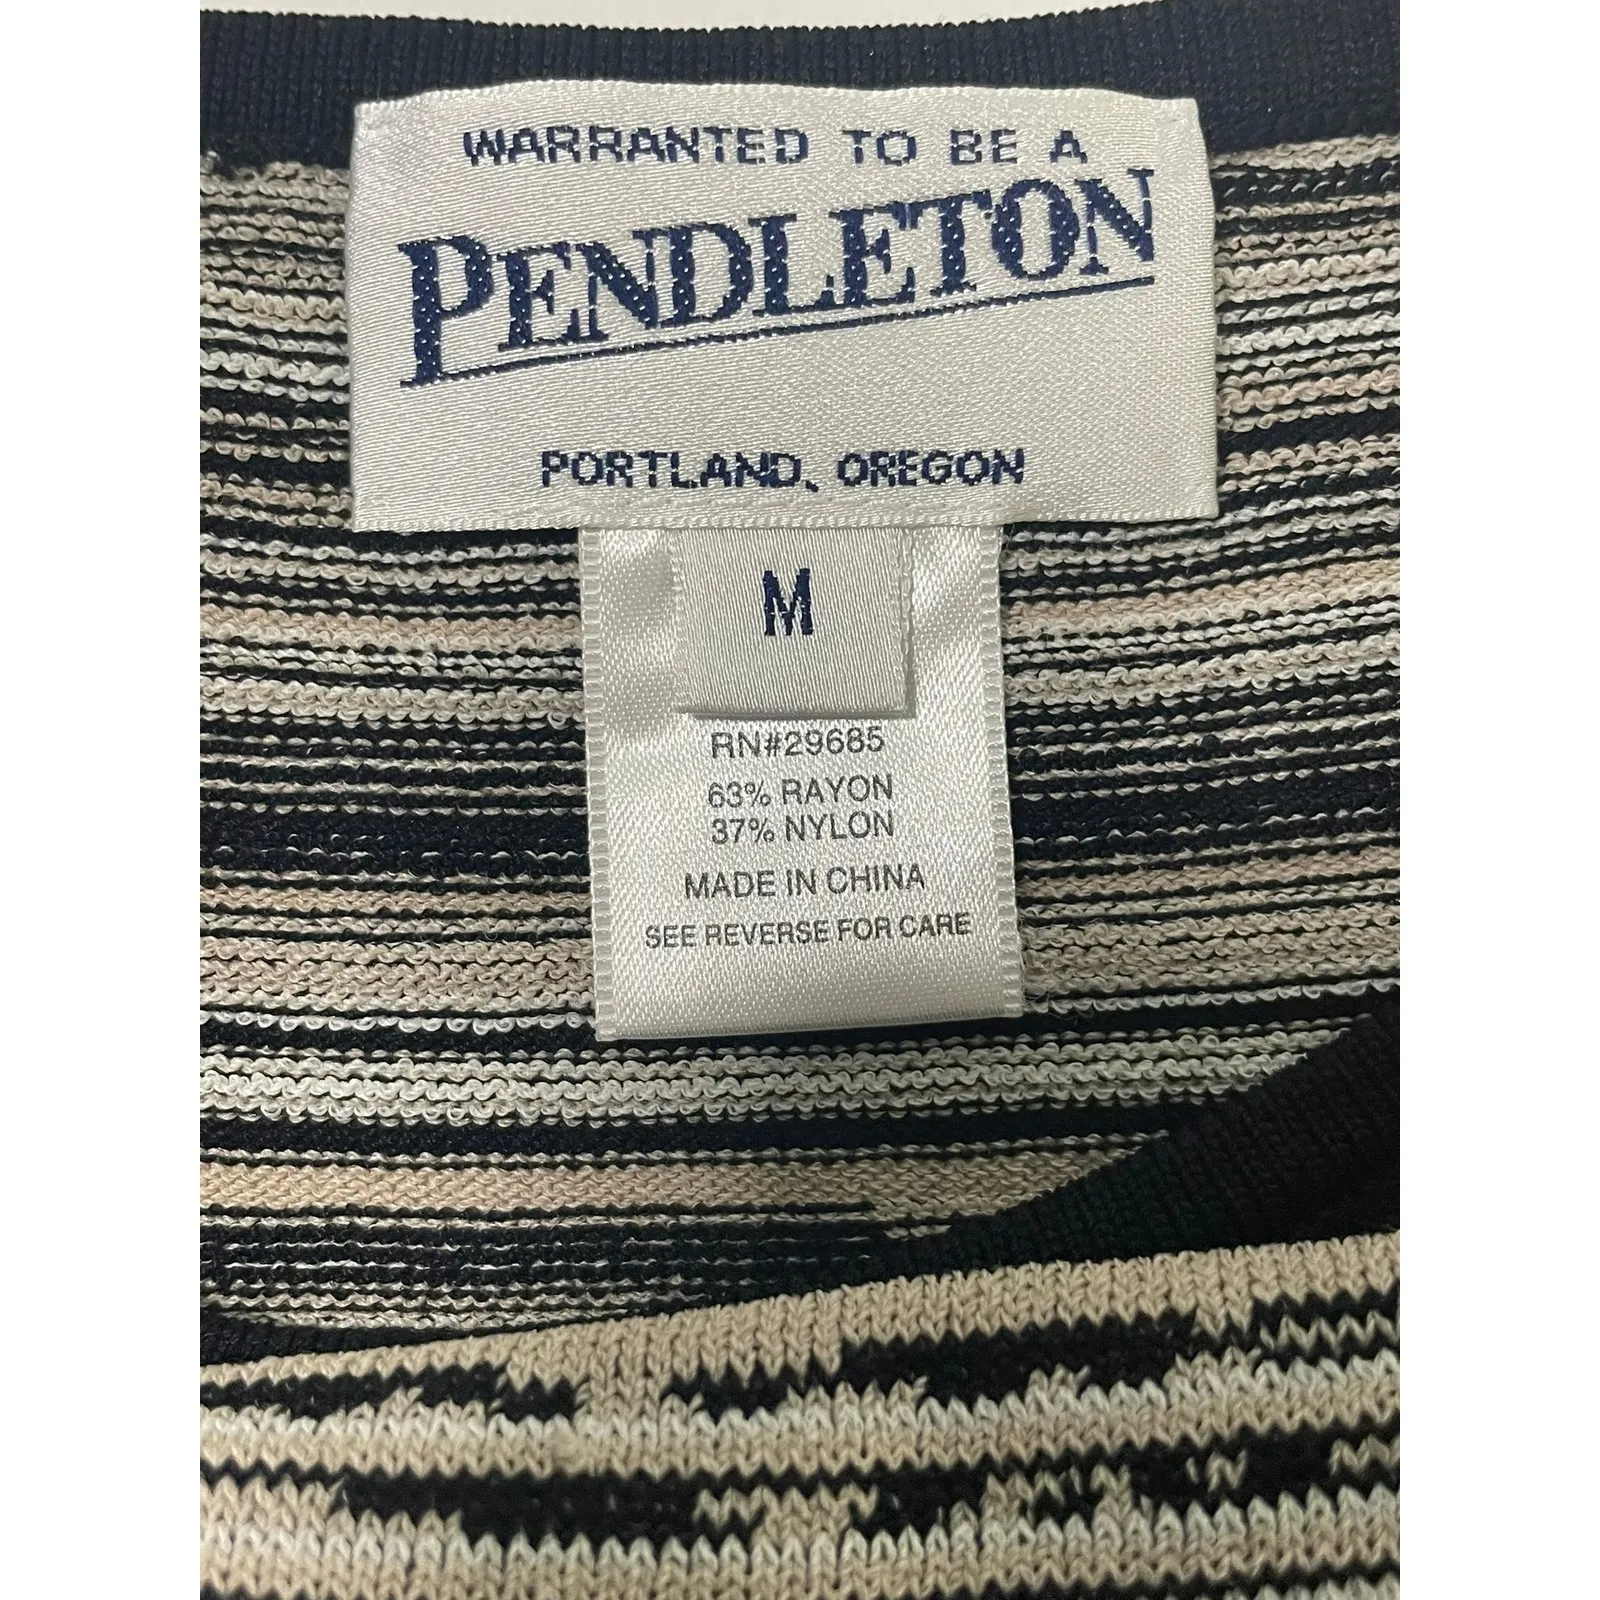 WARRANTED TO BE A
PENDLETON
PORTLAND, OREGON
M
RN#29685
63% RAYON
37% NYLON
MADE IN CHINA
SEE REVERSE FOR CARE